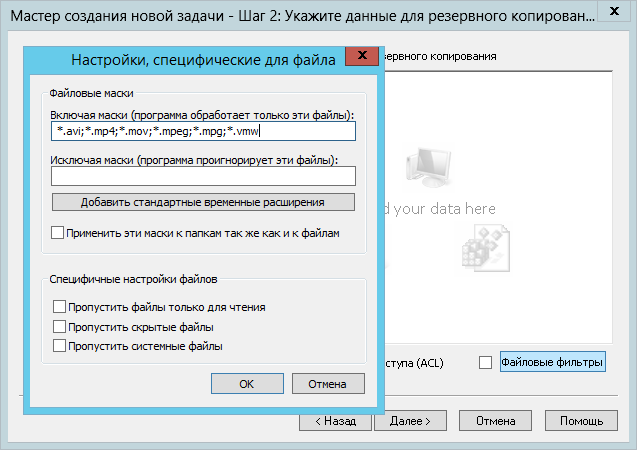 Мастер создания новой задачи - Шаг 2: Укажите данные для резервного копирован...
x
Настройки, специфические для файла
x
зервного копирования
Файловые маски
Включая маски (программа обработает только эти файлы):
*.avi;*.mp4;*.mov;*.mpeg;*.mpg;*.vmw
Исключая маски (программа проигнорирует эти файлы):
Добавить стандартные временные расширения
Применить эти маски к папкам так же как и к файлам
d your data here
Специфичные настройки файлов
Пропустить файлы только для чтения
Пропустить скрытые файлы
Пропустить системные файлы
ступа (ACL)
Файловые фильтры
ОК
Отмена
< Назад
Далее >
Отмена
Помощь